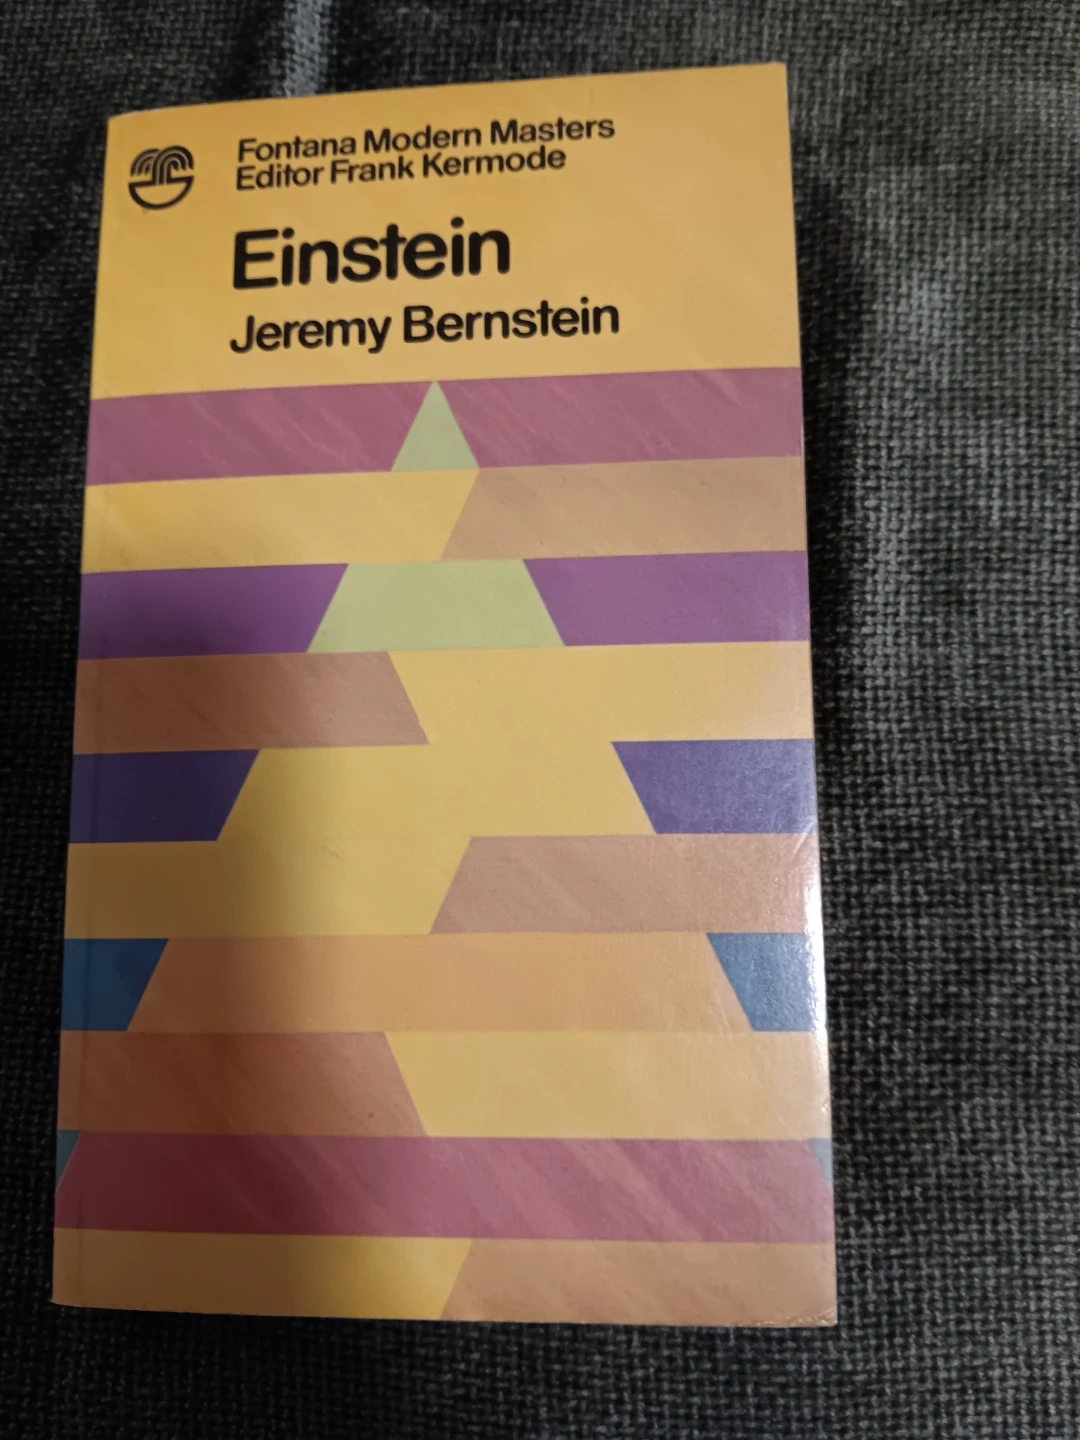 Fontana Modern Masters
Editor Frank Kermode
Einstein
Jeremy Bernstein